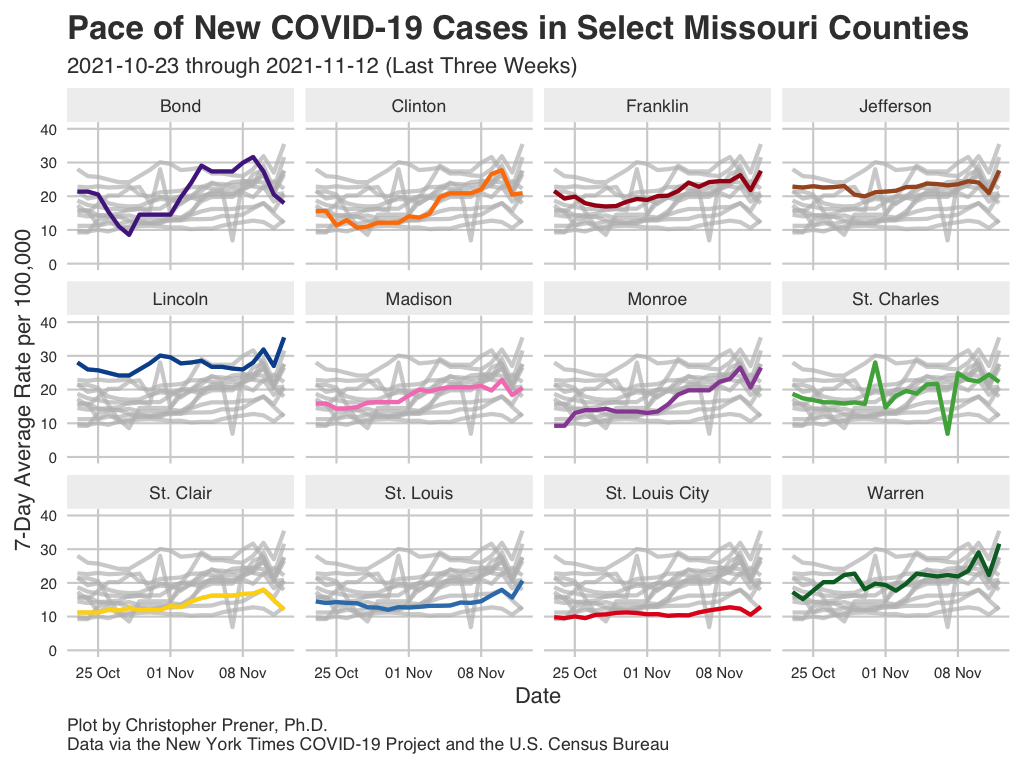 Pace of New COVID-19 Cases in Select Missouri Counties
2021-10-23 through 2021-11-12 (Last Three Weeks)
7-Day Average Rate per 100,000
Bond Clinton Franklin Jefferson
40
30
20
10
0
Lincoln Madison Monroe St. Charles
40
30
20
10
0
St. Clair St. Louis St. Louis City Warren
40
30
20
10
0
25 Oct 01 Nov 08 Nov 25 Oct 01 Nov 08 Nov 25 Oct 01 Nov 08 Nov 25 Oct 01 Nov 08 Nov
Date
Plot by Christopher Prener, Ph.D.
Data via the New York Times COVID-19 Project and the U.S. Census Bureau